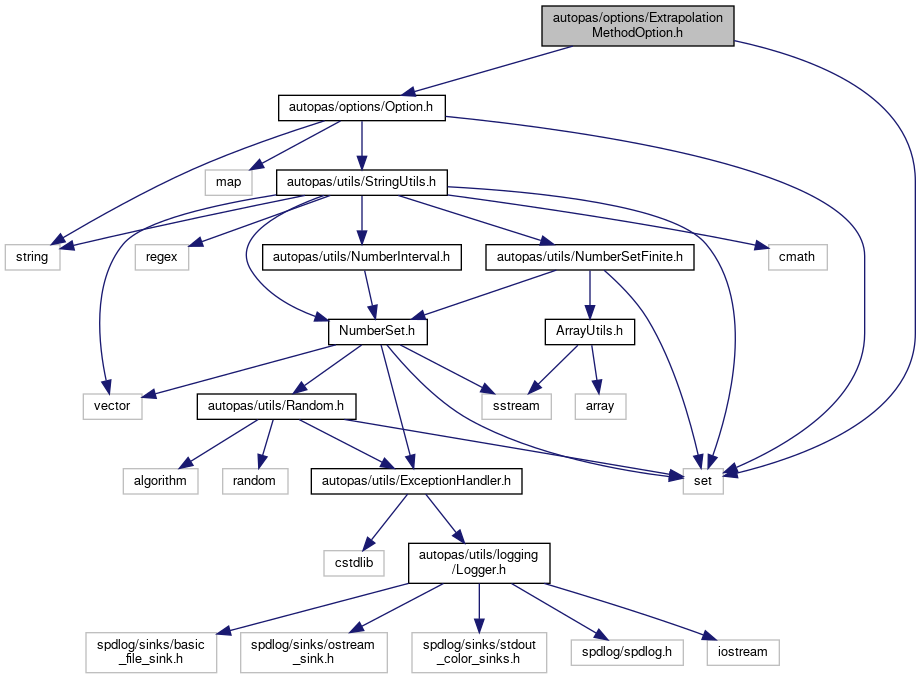 autopas/options/Extrapolation
MethodOption.h
autopas/options/Option.h
map
autopas/utils/StringUtils.h
string
regex
autopas/utils/NumberInterval.h
autopas/utils/NumberSetFinite.h
cmath
NumberSet.h
ArrayUtils.h
vector
autopas/utils/Random.h
sstream
array
algorithm
random
autopas/utils/ExceptionHandler.h
set
cstdlib
autopas/utils/logging
/Logger.h
spdlog/sinks/basic
_file_sink.h
spdlog/sinks/ostream
_sink.h
spdlog/sinks/stdout
_color_sinks.h
spdlog/spdlog.h
iostream